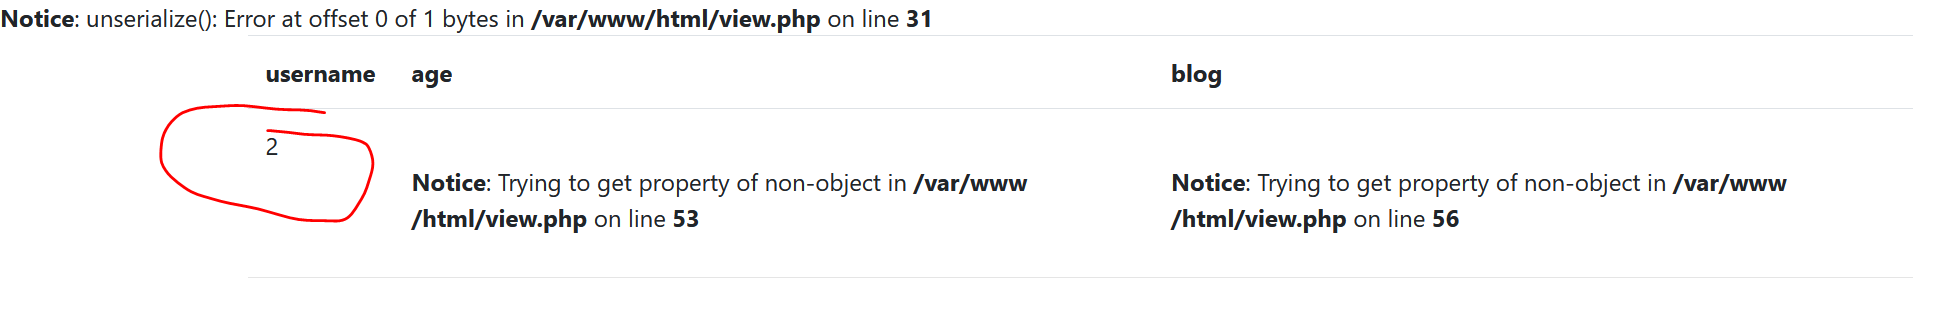 Notice: unserialize(): Error at offset 0 of 1 bytes in /var/www/html/view.php on line 31
username age blog
2
Notice: Trying to get property of non-object in /var/www
/html/view.php on line 53
Notice: Trying to get property of non-object in /var/www
/html/view.php on line 56